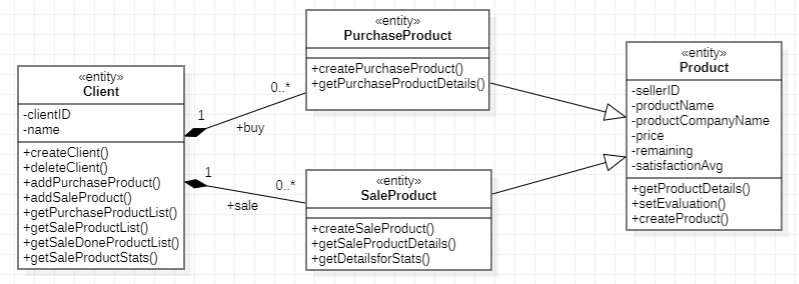 «entity»
Client
-clientID
-name
+createClient()
+deleteClient()
+addPurchaseProduct()
+addSaleProduct()
+getPurchaseProductList()
+getSaleProductList()
+getSaleDoneProductList()
+getSaleProductStats()
1
+buy
0..*
1
+sale
0..*
«entity»
PurchaseProduct
+createPurchaseProduct()
+getPurchaseProductDetails()
«entity»
SaleProduct
+createSaleProduct()
+getSaleProductDetails()
+getDetailsforStats()
«entity»
Product
-sellerID
-productName
-productCompanyName
-price
-remaining
-satisfactionAvg
+getProductDetails()
+setEvaluation()
+createProduct()